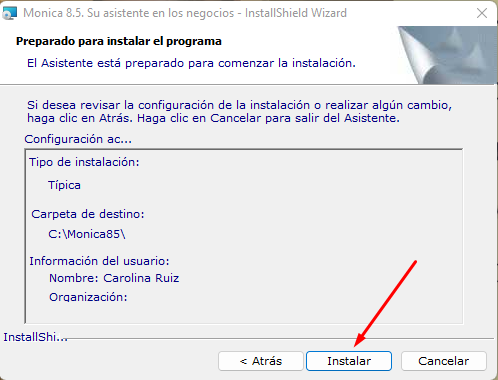 Monica 8.5. Su asistente en los negocios - InstallShield Wizard
Preparado para instalar el programa
El Asistente está preparado para comenzar la instalación.
Si desea revisar la configuración de la instalación o realizar algún cambio,
haga clic en Atrás. Haga clic en Cancelar para salir del Asistente.
Configuración ac...
Tipo de instalación:
Típica
Carpeta de destino:
C:\Monica85\
Información del usuario:
Nombre: Carolina Ruiz
Organización:
InstallShi...
< Atrás Instalar Cancelar